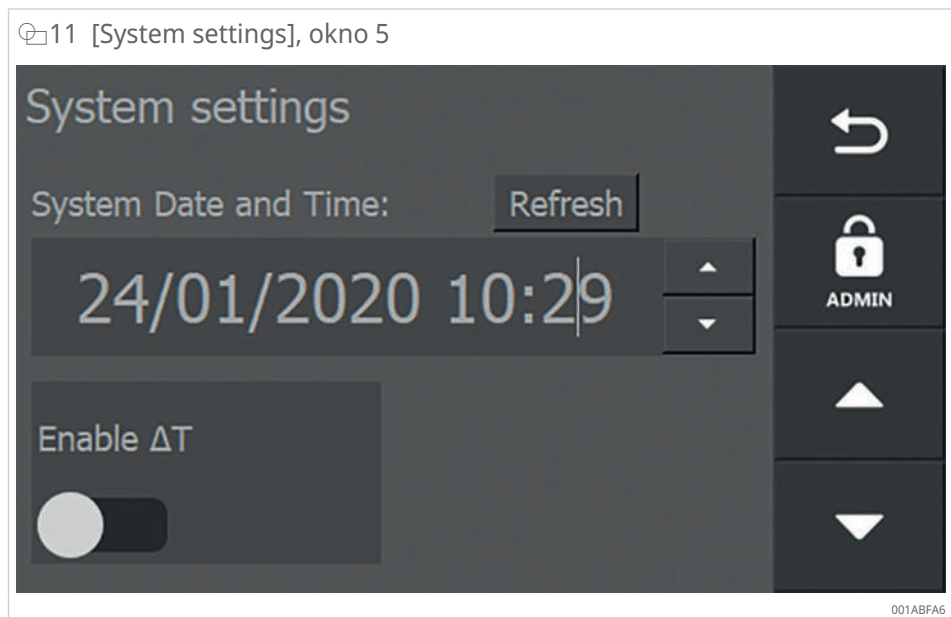 11 [System settings], okno 5
System settings
System Date and Time:
Refresh
24/01/2020 10:29
ADMIN
Enable ΔT
001ABFA6